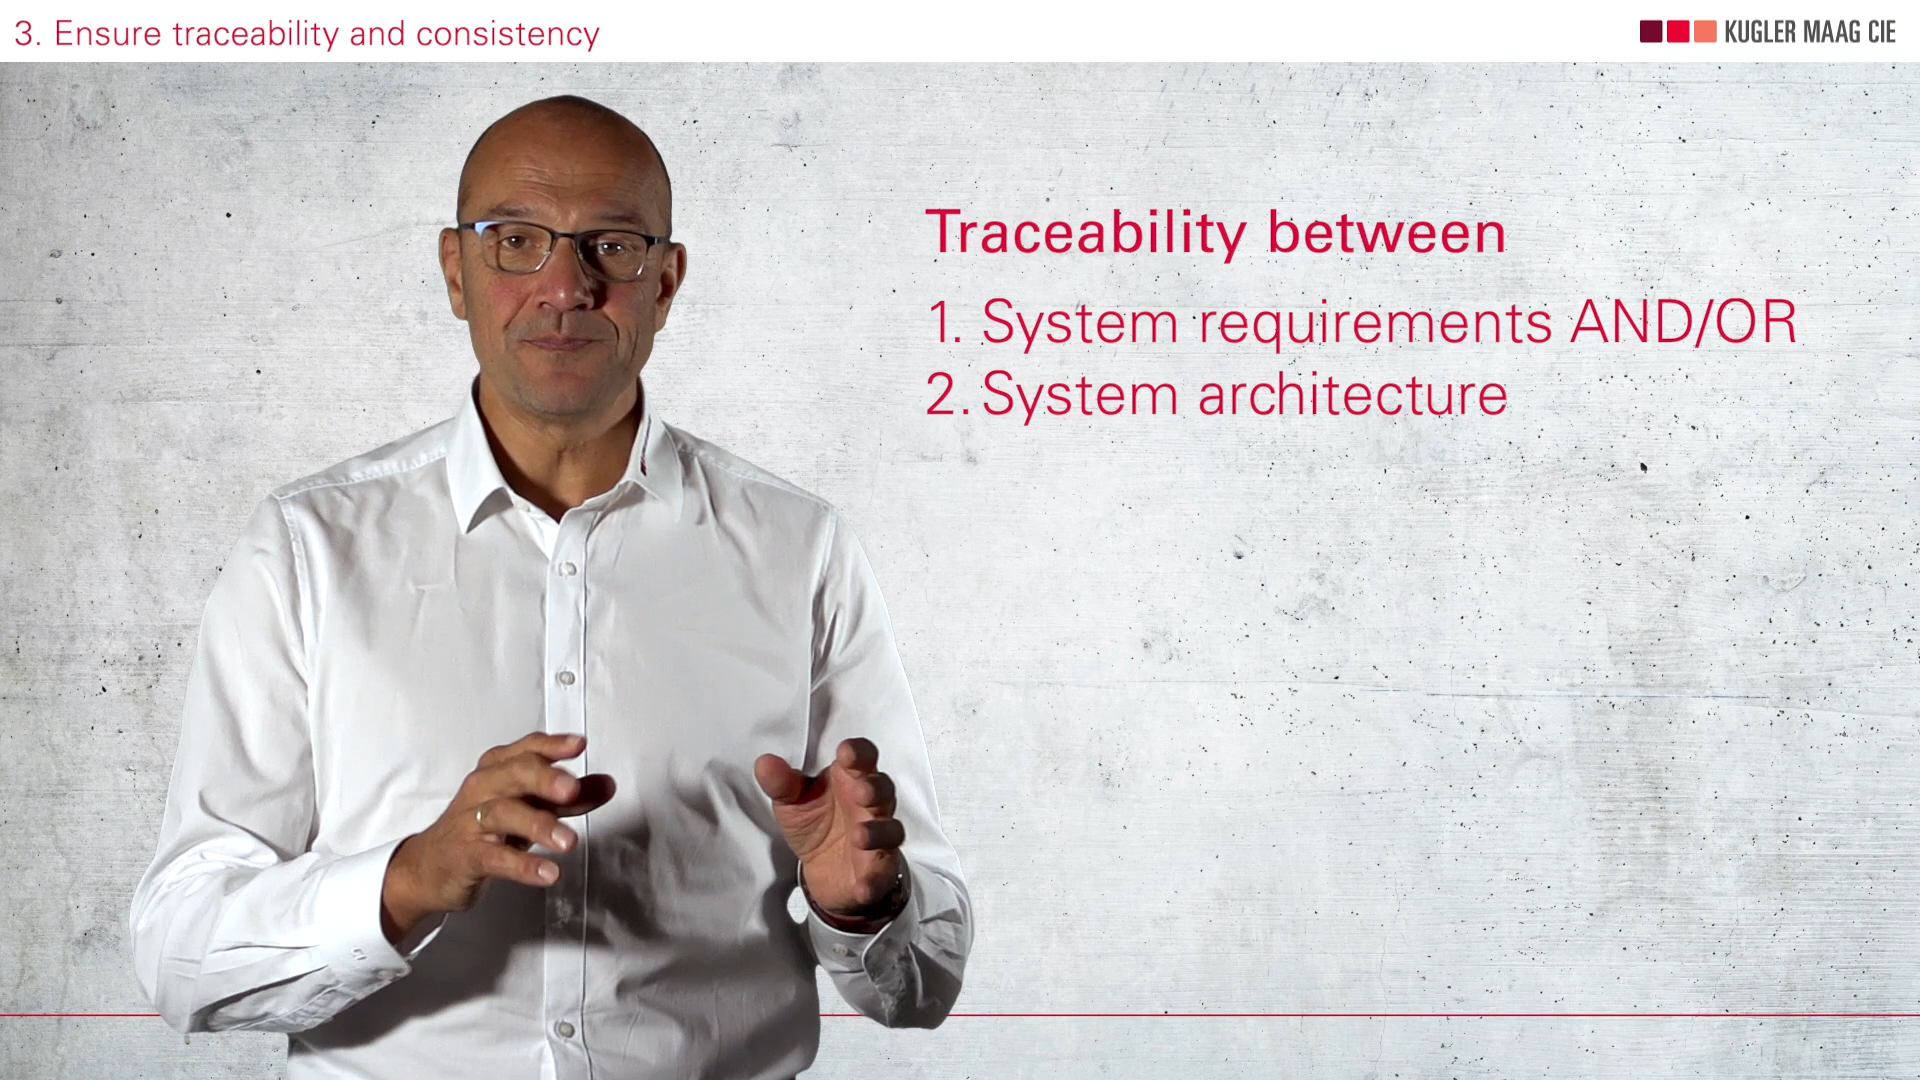 3. Ensure traceability and consistency
KUGLER MAAG CIE
Traceability between
1. System requirements AND/OR
2. System architecture